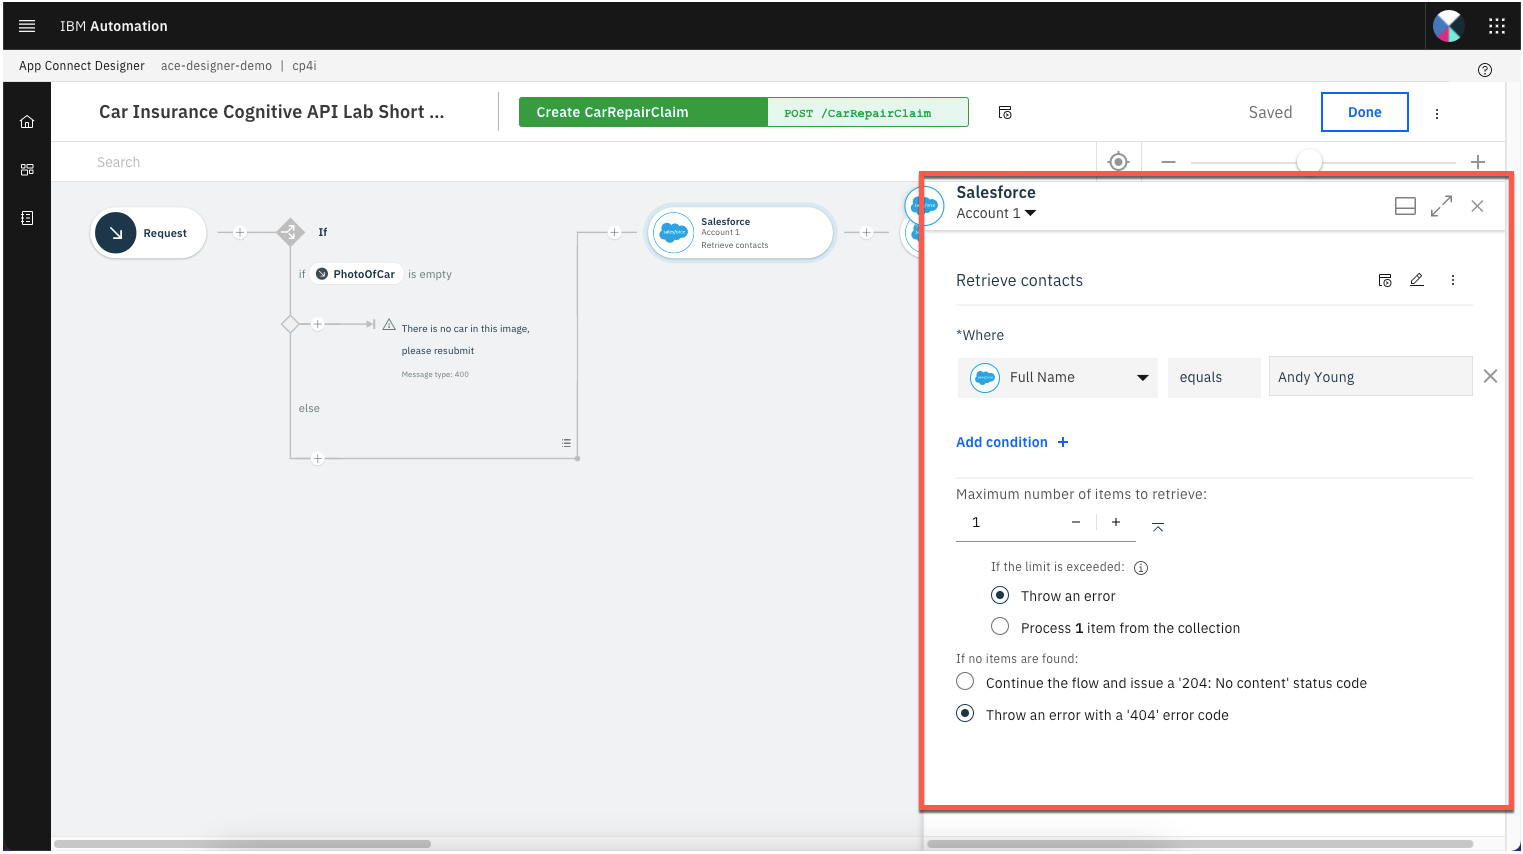 IBM Automation
App Connect Designer ace-designer-demo | cp4i
Car Insurance Cognitive API Lab Short ...
Create CarRepairClaim
POST /CarRepairClaim
Saved
Done
Search
Request
If
if PhotoOfCar is empty
There is no car in this image,
please resubmit
Message type: 400
else
Salesforce
Account 1
Retrieve contacts
Salesforce
Account 1
Retrieve contacts
*Where
Full Name
equals
Andy Young
Add condition +
Maximum number of items to retrieve:
1
If the limit is exceeded:
Throw an error
Process 1 item from the collection
If no items are found:
Continue the flow and issue a '204: No content' status code
Throw an error with a '404' error code